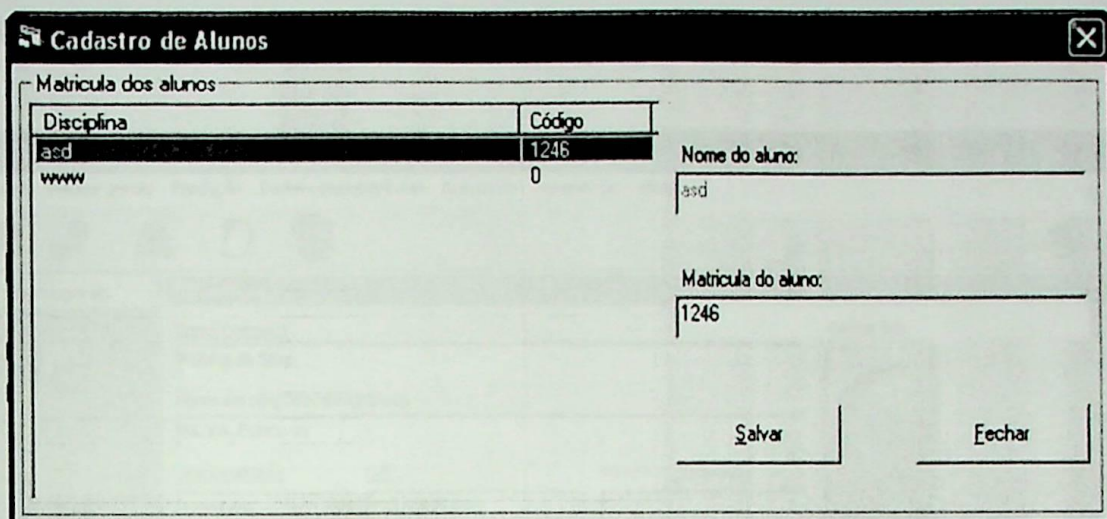 Cadastro de Alunos
Matricula dos alunos
Disciplina Código
asd 1246
www 0
Nome do aluno:
asd
Matricula do aluno:
1246
Salvar Fechar